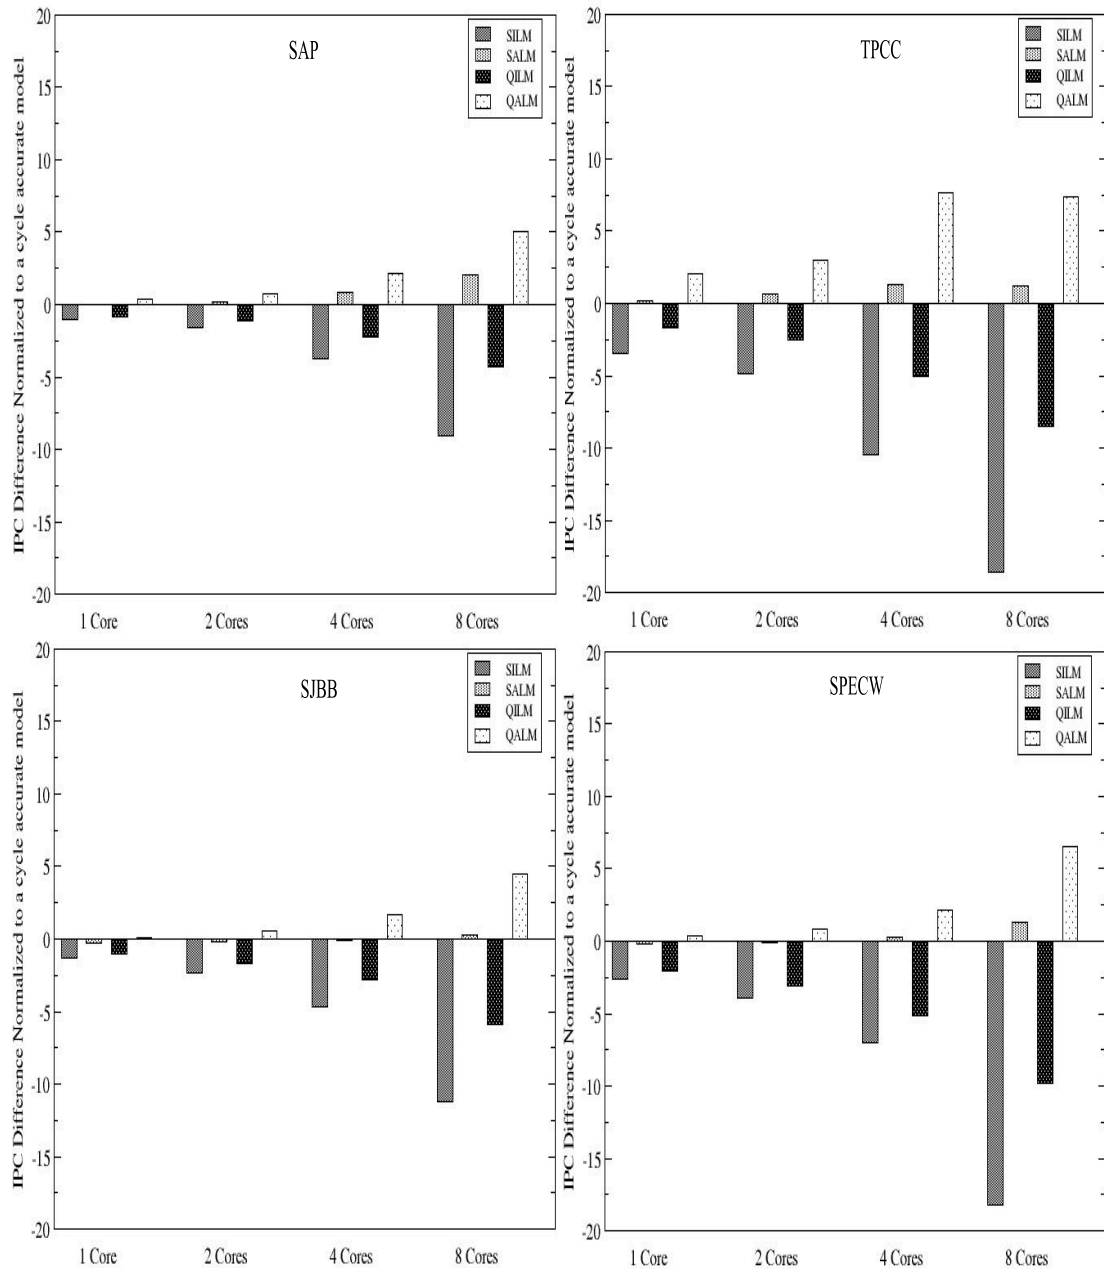 IPC Difference Normalized to a cycle accurate model
20
15
10
5
0
-5
-10
-15
-20
SAP
SILM
SALM
QILM
QALM
1 Core
2 Cores
4 Cores
8 Cores
IPC Difference Normalized to a cycle accurate model
20
15
10
5
0
-5
-10
-15
-20
TPCC
SILM
SALM
QILM
QALM
1 Core
2 Cores
4 Cores
8 Cores
IPC Difference Normalized to a cycle accurate model
20
15
10
5
0
-5
-10
-15
-20
SJBB
SILM
SALM
QILM
QALM
1 Core
2 Cores
4 Cores
8 Cores
IPC Difference Normalized to a cycle accurate model
20
15
10
5
0
-5
-10
-15
-20
SPECW
SILM
SALM
QILM
QALM
1 Core
2 Cores
4 Cores
8 Cores